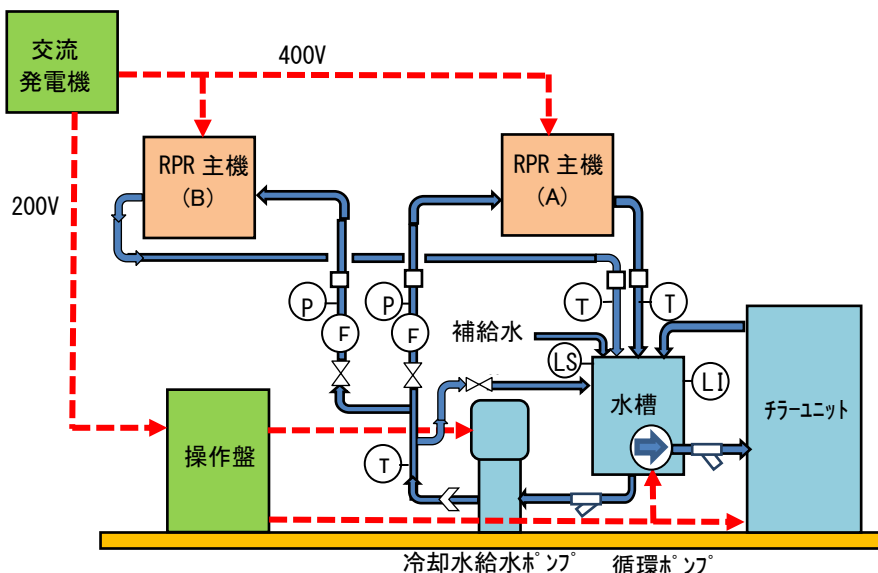 交流
発電機
400V
200V
RPR 主機
(B)
RPR 主機
(A)
P
P
T
T
F
F
補給水
LS
LI
水槽
チラーユニット
操作盤
T
冷却水給水ポンプ
循環ポンプ